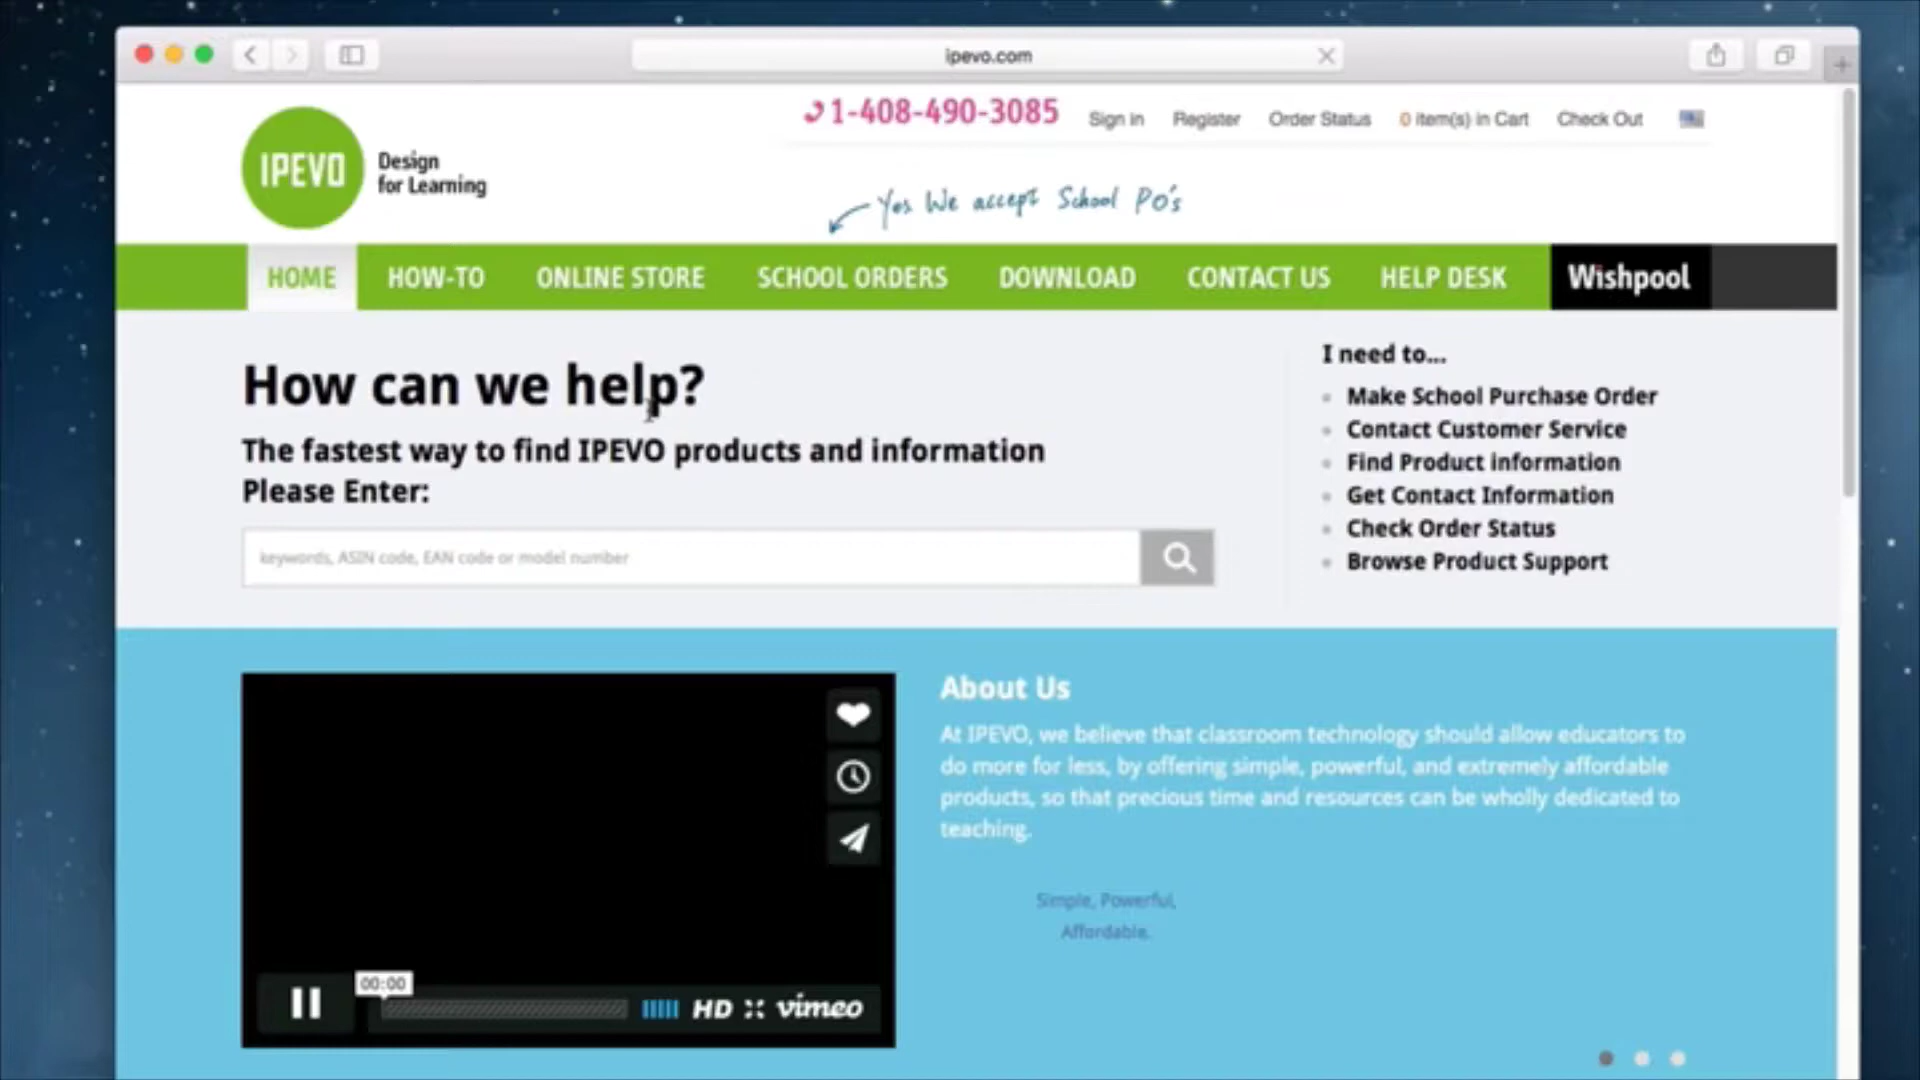 ipevo.com
1-408-490-3085
Sign in
Register
Order Status
0 item(s) in Cart
Check Out
IPEVO
Design
for Learning
Yes We accept School PO's
HOME
HOW-TO
ONLINE STORE
SCHOOL ORDERS
DOWNLOAD
CONTACT US
HELP DESK
Wishpool
How can we help?
The fastest way to find IPEVO products and information
Please Enter:
keywords, ASIN code, EAN code or model number
I need to...
Make School Purchase Order
Contact Customer Service
Find Product information
Get Contact Information
Check Order Status
Browse Product Support
00:00
HD
vimeo
About Us
At IPEVO, we believe that classroom technology should allow educators to
do more for less, by offering simple, powerful, and extremely affordable
products, so that precious time and resources can be wholly dedicated to
teaching.
Simple, Powerful,
Affordable.